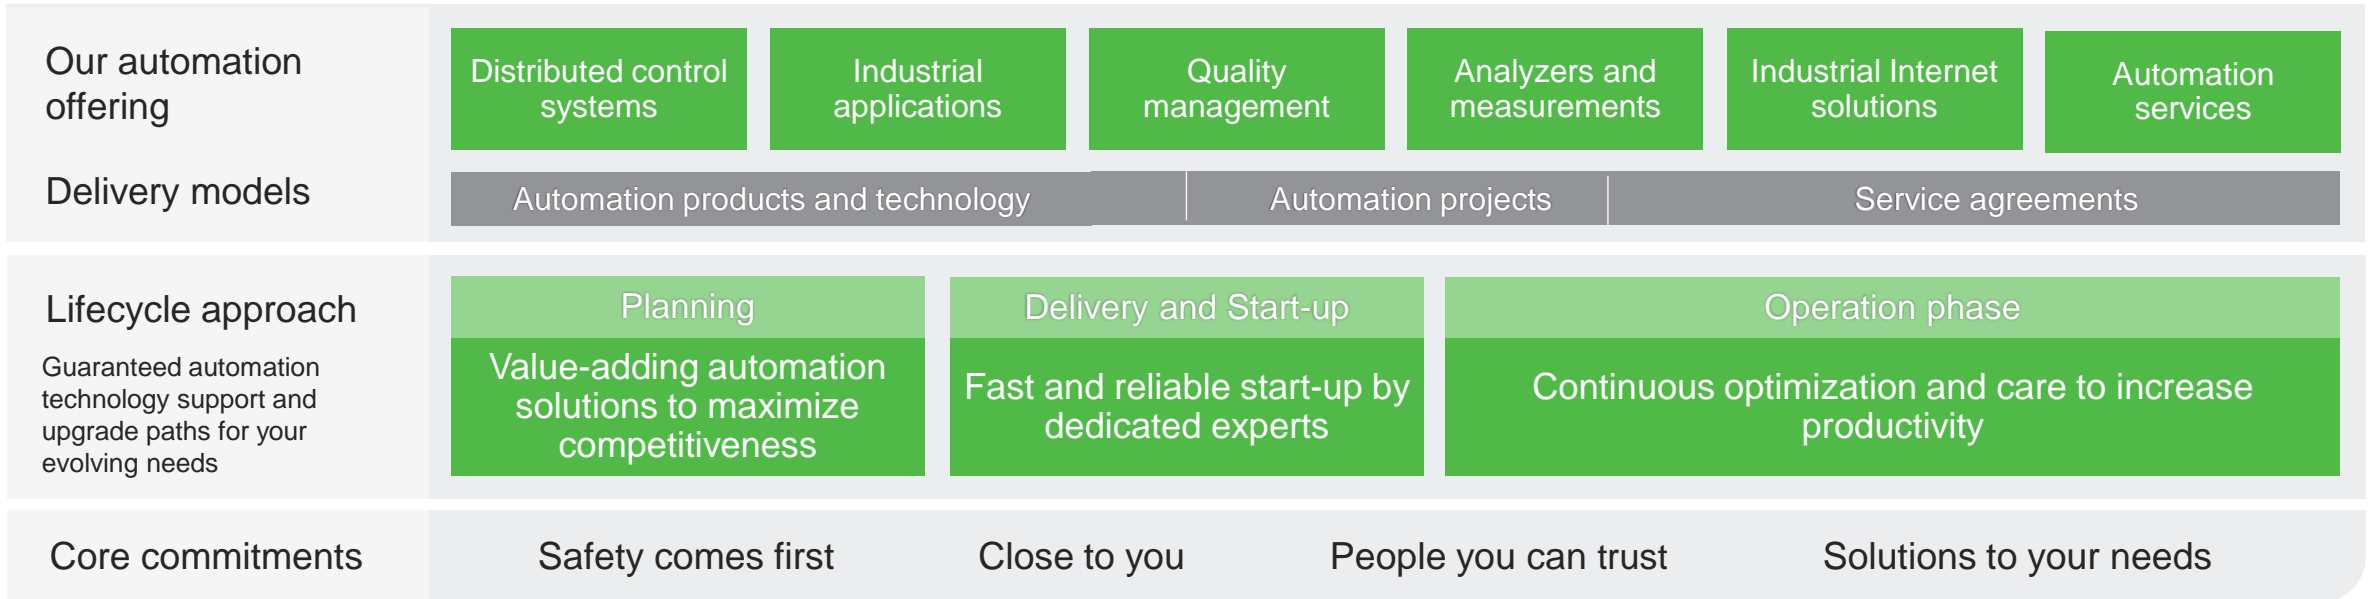 Our automation
offering
Distributed control
systems
Industrial
applications
Quality
management
Analyzers and
measurements
Industrial Internet
solutions
Automation
services
Delivery models
Automation products and technology
Automation projects
Service agreements
Lifecycle approach
Guaranteed automation
technology support and
upgrade paths for your
evolving needs
Planning
Value-adding automation
solutions to maximize
competitiveness
Delivery and Start-up
Fast and reliable start-up by
dedicated experts
Operation phase
Continuous optimization and care to increase
productivity
Core commitments
Safety comes first
Close to you
People you can trust
Solutions to your needs